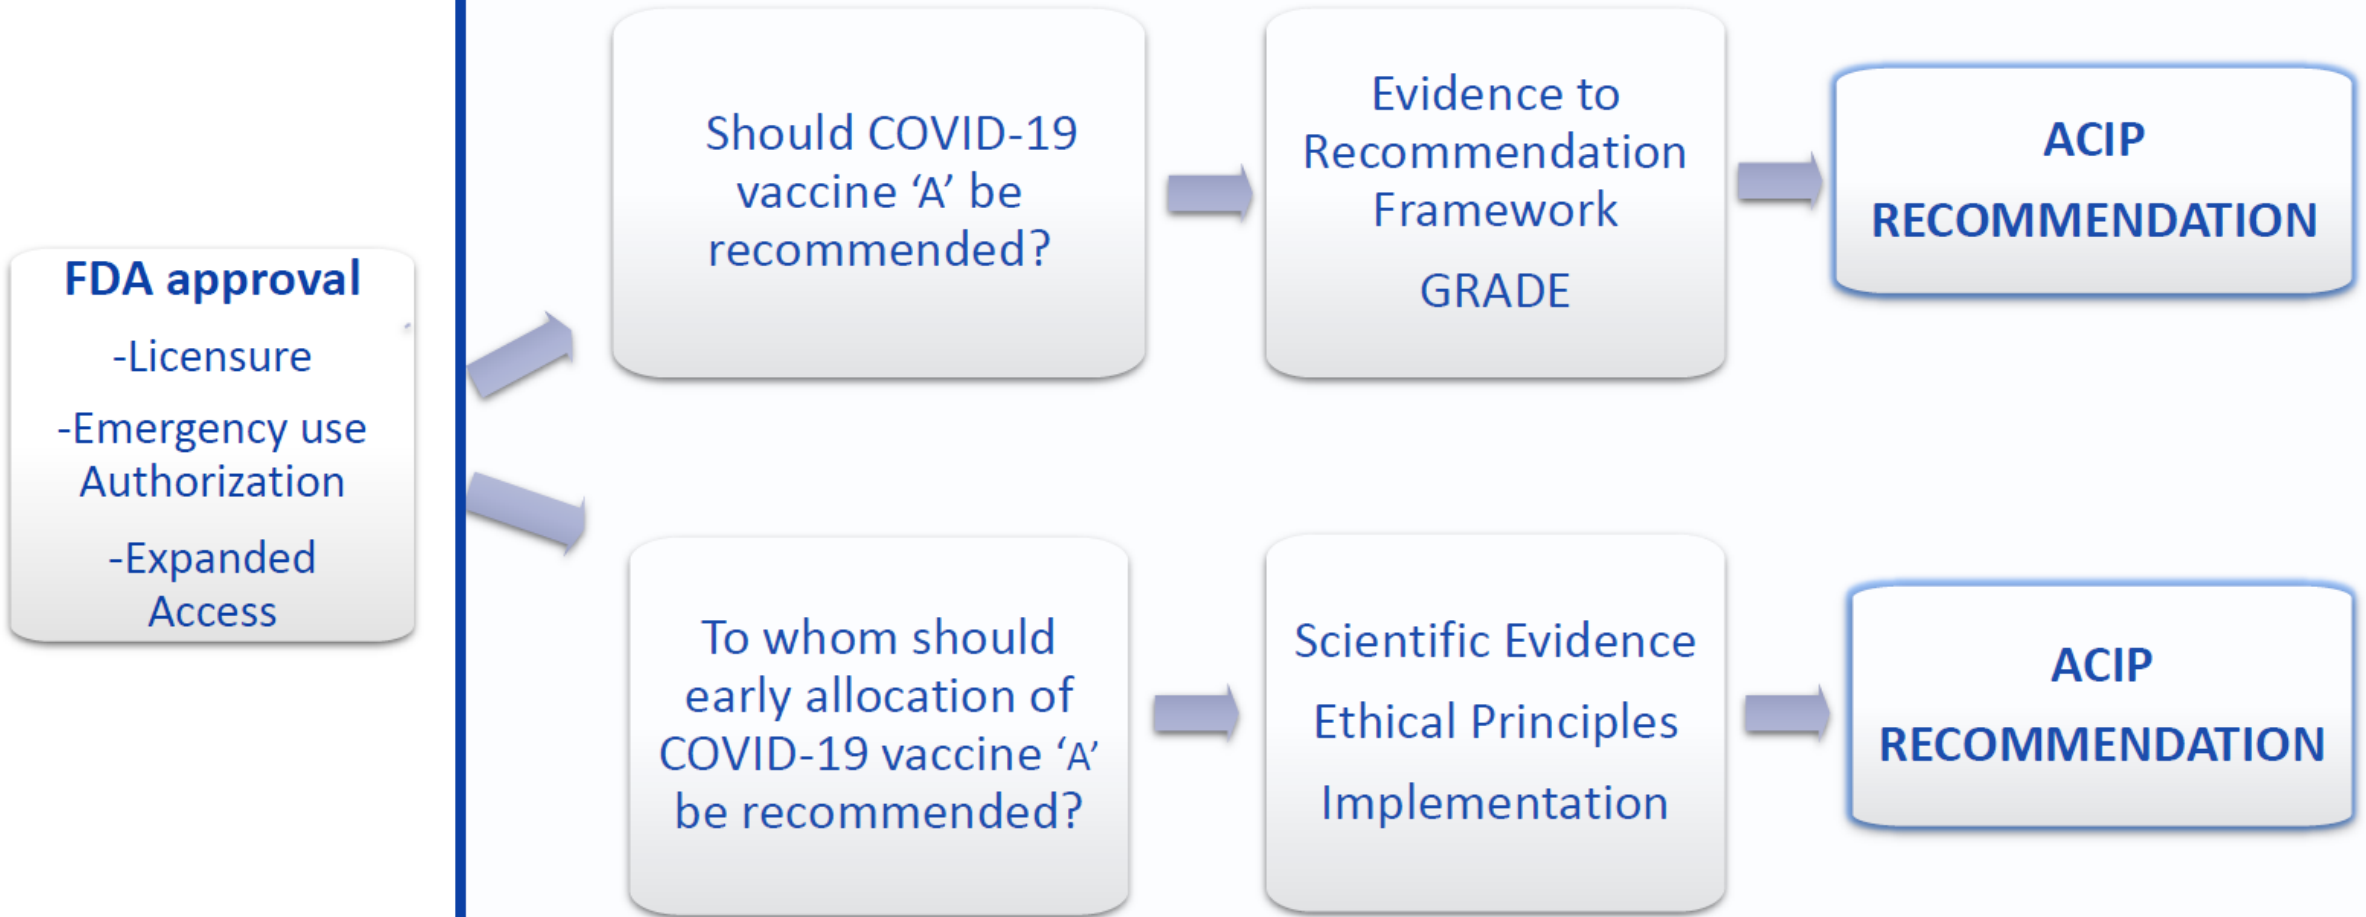 FDA approval
-Licensure
-Emergency use
Authorization
-Expanded
Access
Should COVID-19
vaccine ‘A’ be
recommended?
Evidence to
Recommendation
Framework
GRADE
ACIP
RECOMMENDATION
To whom should
early allocation of
COVID-19 vaccine ‘A’
be recommended?
Scientific Evidence
Ethical Principles
Implementation
ACIP
RECOMMENDATION